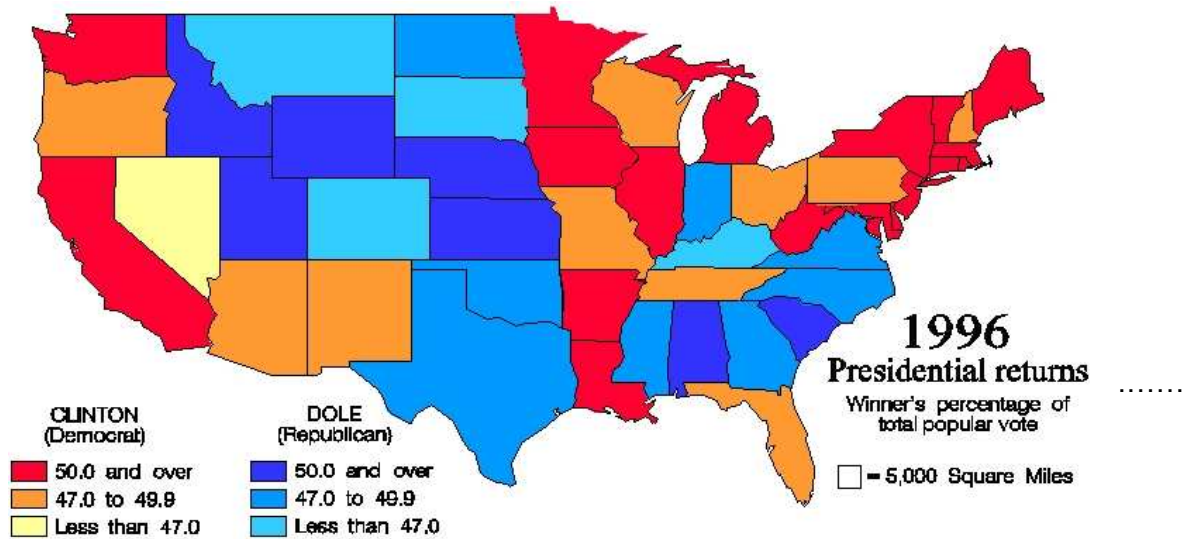 1996
Presidential returns
Winner's percentage of
total popular vote
= 5,000 Square Miles
CLINTON
(Democrat)
50.0 and over
47.0 to 49.9
Less than 47.0
DOLE
(Republican)
50.0 and over
47.0 to 49.9
Less than 47.0
.......